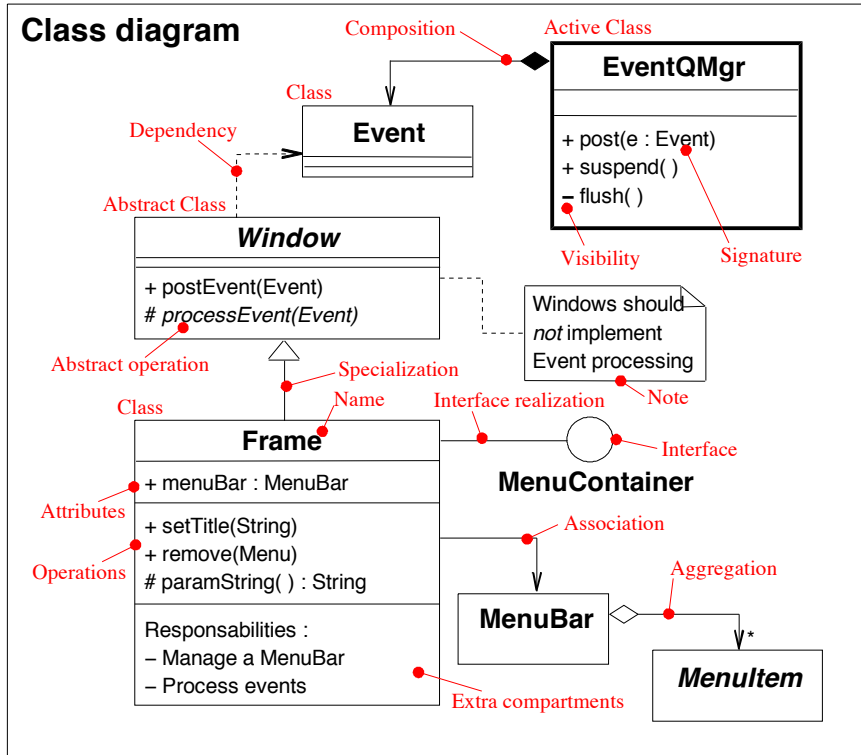 Class diagram
Composition
Active Class
EventQMgr
Class
Event
+ post(e : Event)
+ suspend( )
– flush( )
Dependency
Visibility
Signature
Abstract Class
Window
+ postEvent(Event)
# processEvent(Event)
Windows should
not implement
Event processing
Abstract operation
Specialization
Note
Class
Name
Interface realization
Frame
Interface
MenuContainer
+ menuBar : MenuBar
Attributes
+ setTitle(String)
+ remove(Menu)
# paramString( ) : String
Operations
Association
Aggregation
MenuBar
*
MenuItem
Responsabilities :
– Manage a MenuBar
– Process events
Extra compartments